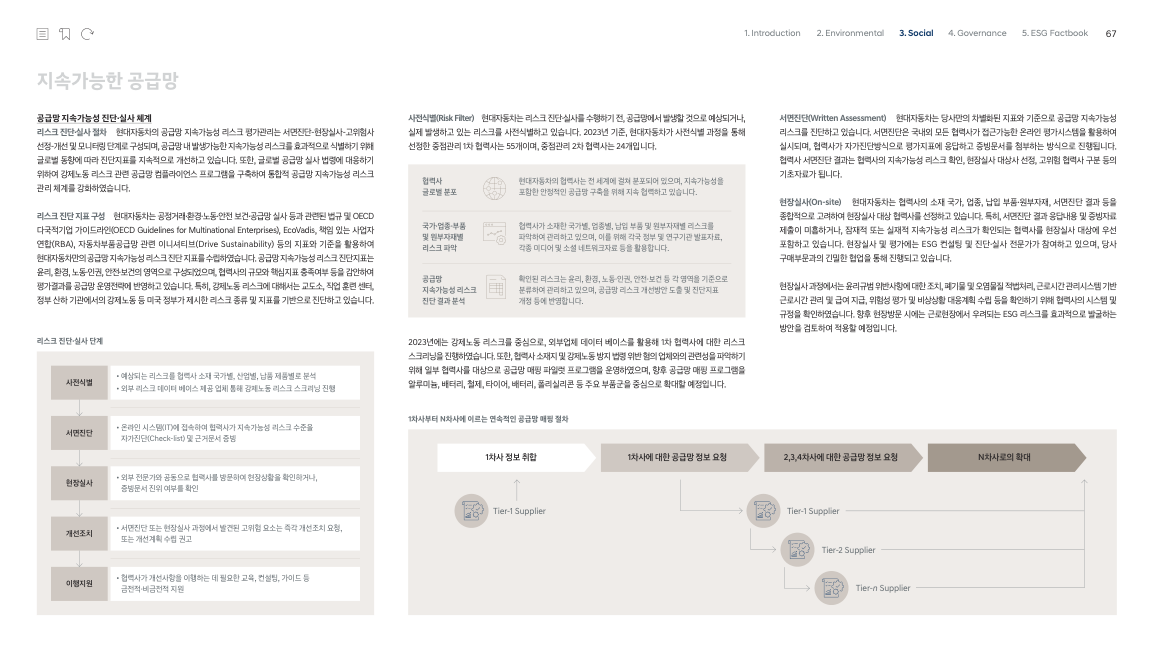 1. Introduction 2. Environmental 3. Social 4. Governance 5. ESG Factbook 67
지속가능한 공급망
공급망 지속가능성 진단·실사 체계
리스크 진단·실사 절차 현대자동차의 공급망 지속가능성 리스크 평가관리는 서면진단-현장실사-고위험사
선정·개선 및 모니터링 단계로 구성되며, 공급망 내 발생가능한 지속가능성 리스크를 효과적으로 식별하기 위해
글로벌 동향에 따라 진단지표를 지속적으로 개선하고 있습니다. 또한, 글로벌 공급망 실사 법령에 대응하기
위하여 강제노동 리스크 관련 공급망 컴플라이언스 프로그램을 구축하여 통합적 공급망 지속가능성 리스크
관리 체계를 강화하였습니다.
리스크 진단 지표 구성 현대자동차는 공정거래·환경·노동·안전 보건·공급망 실사 등과 관련된 법규 및 OECD
다국적기업 가이드라인(OECD Guidelines for Multinational Enterprises), EcoVadis, 책임 있는 사업자
연합(RBA), 자동차부품공급망 관련 이니셔티브(Drive Sustainability) 등의 지표와 기준을 활용하여
현대자동차만의 공급망 지속가능성 리스크 진단 지표를 수립하였습니다. 공급망 지속가능성 리스크 진단지표는
윤리, 환경, 노동·인권, 안전·보건의 영역으로 구성되었으며, 협력사의 규모와 핵심지표 충족여부 등을 감안하여
평가결과를 공급망 운영전략에 반영하고 있습니다. 특히, 강제노동 리스크에 대해서는 교도소, 직업 훈련 센터,
정부 산하 기관에서의 강제노동 등 미국 정부가 제시한 리스크 종류 및 지표를 기반으로 진단하고 있습니다.
리스크 진단·실사 단계
사전식별
• 예상되는 리스크를 협력사 소재 국가별, 산업별, 납품 제품별로 분석
• 외부 리스크 데이터 베이스 제공 업체 통해 강제노동 리스크 스크리닝 진행
서면진단
• 온라인 시스템(IT)에 접속하여 협력사가 지속가능성 리스크 수준을
자가진단(Check-list) 및 근거문서 증빙
현장실사
• 외부 전문가와 공동으로 협력사를 방문하여 현장상황을 확인하거나,
증빙문서 진위 여부를 확인
개선조치
• 서면진단 또는 현장실사 과정에서 발견된 고위험 요소는 즉각 개선조치 요청,
또는 개선계획 수립 권고
이행지원
• 협력사가 개선사항을 이행하는 데 필요한 교육, 컨설팅, 가이드 등
금전적·비금전적 지원
사전식별(Risk Filter) 현대자동차는 리스크 진단·실사를 수행하기 전, 공급망에서 발생할 것으로 예상되거나,
실제 발생하고 있는 리스크를 사전식별하고 있습니다. 2023년 기준, 현대자동차가 사전식별 과정을 통해
선정한 중점관리 1차 협력사는 55개이며, 중점관리 2차 협력사는 24개입니다.
협력사
글로벌 분포
현대자동차의 협력사는 전 세계에 걸쳐 분포되어 있으며, 지속가능성을
포함한 안정적인 공급망 구축을 위해 지속 협력하고 있습니다.
국가·업종·부품
및 원부자재별
리스크 파악
협력사가 소재한 국가별, 업종별, 납품 부품 및 원부자재별 리스크를
파악하여 관리하고 있으며, 이를 위해 각국 정부 및 연구기관 발표자료,
각종 미디어 및 소셜 네트워크자료 등을 활용합니다.
공급망
지속가능성 리스크
진단 결과 분석
확인된 리스크는 윤리, 환경, 노동·인권, 안전·보건 등 각 영역을 기준으로
분류하여 관리하고 있으며, 공급망 리스크 개선방안 도출 및 진단지표
개정 등에 반영합니다.
2023년에는 강제노동 리스크를 중심으로, 외부업체 데이터 베이스를 활용해 1차 협력사에 대한 리스크
스크리닝을 진행하였습니다. 또한, 협력사 소재지 및 강제노동 방지 법령 위반 혐의 업체와의 관련성을 파악하기
위해 일부 협력사를 대상으로 공급망 매핑 파일럿 프로그램을 운영하였으며, 향후 공급망 매핑 프로그램을
알루미늄, 배터리, 철제, 타이어, 배터리, 폴리실리콘 등 주요 부품군을 중심으로 확대할 예정입니다.
서면진단(Written Assessment) 현대자동차는 당사만의 차별화된 지표와 기준으로 공급망 지속가능성
리스크를 진단하고 있습니다. 서면진단은 국내외 모든 협력사가 접근가능한 온라인 평가시스템을 활용하여
실시되며, 협력사가 자가진단방식으로 평가지표에 응답하고 증빙문서를 첨부하는 방식으로 진행됩니다.
협력사 서면진단 결과는 협력사의 지속가능성 리스크 확인, 현장실사 대상사 선정, 고위험 협력사 구분 등의
기초자료가 됩니다.
현장실사(On-site) 현대자동차는 협력사의 소재 국가, 업종, 납입 부품·원부자재, 서면진단 결과 등을
종합적으로 고려하여 현장실사 대상 협력사를 선정하고 있습니다. 특히, 서면진단 결과 응답내용 및 증빙자료
제출이 미흡하거나, 잠재적 또는 실재적 지속가능성 리스크가 확인되는 협력사를 현장실사 대상에 우선
포함하고 있습니다. 현장실사 및 평가에는 ESG 컨설팅 및 진단·실사 전문가가 참여하고 있으며, 당사
구매부문과의 긴밀한 협업을 통해 진행되고 있습니다.
현장실사 과정에서는 윤리규범 위반사항에 대한 조치, 폐기물 및 오염물질 적법처리, 근로시간 관리시스템 기반
근로시간 관리 및 급여 지급, 위험성 평가 및 비상상황 대응계획 수립 등을 확인하기 위해 협력사의 시스템 및
규정을 확인하였습니다. 향후 현장방문 시에는 근로현장에서 우려되는 ESG 리스크를 효과적으로 발굴하는
방안을 검토하여 적용할 예정입니다.
1차사부터 N차사에 이르는 연속적인 공급망 매핑 절차
1차사 정보 취합
1차사에 대한 공급망 정보 요청
2,3,4차사에 대한 공급망 정보 요청
N차사로의 확대
Tier-1 Supplier
Tier-1 Supplier
Tier-2 Supplier
Tier-n Supplier